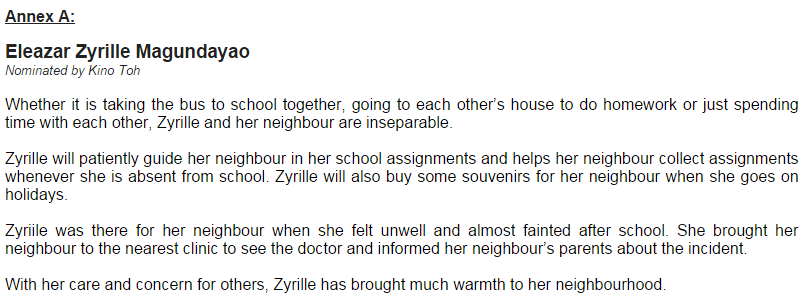 Annex A:
Eleazar Zyrille Magundayao
Nominated by Kino Toh
Whether it is taking the bus to school together, going to each other’s house to do homework or just spending
time with each other, Zyrille and her neighbour are inseparable.
Zyrille will patiently guide her neighbour in her school assignments and helps her neighbour collect assignments
whenever she is absent from school. Zyrille will also buy some souvenirs for her neighbour when she goes on
holidays.
Zyriile was there for her neighbour when she felt unwell and almost fainted after school. She brought her
neighbour to the nearest clinic to see the doctor and informed her neighbour’s parents about the incident.
With her care and concern for others, Zyrille has brought much warmth to her neighbourhood.